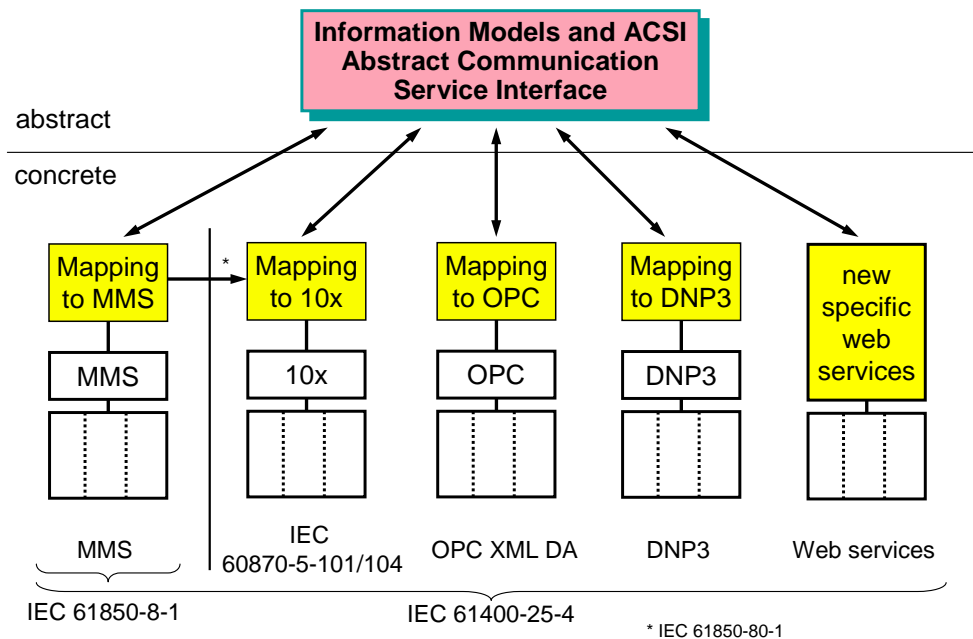 Information Models and ACSI
Abstract Communication
Service Interface
abstract
concrete
Mapping
to MMS
*
Mapping
to 10x
Mapping
to OPC
Mapping
to DNP3
new
specific
web
services
MMS
10x
OPC
DNP3
MMS
IEC
60870-5-101/104
OPC XML DA
DNP3
Web services
IEC 61850-8-1
IEC 61400-25-4
* IEC 61850-80-1